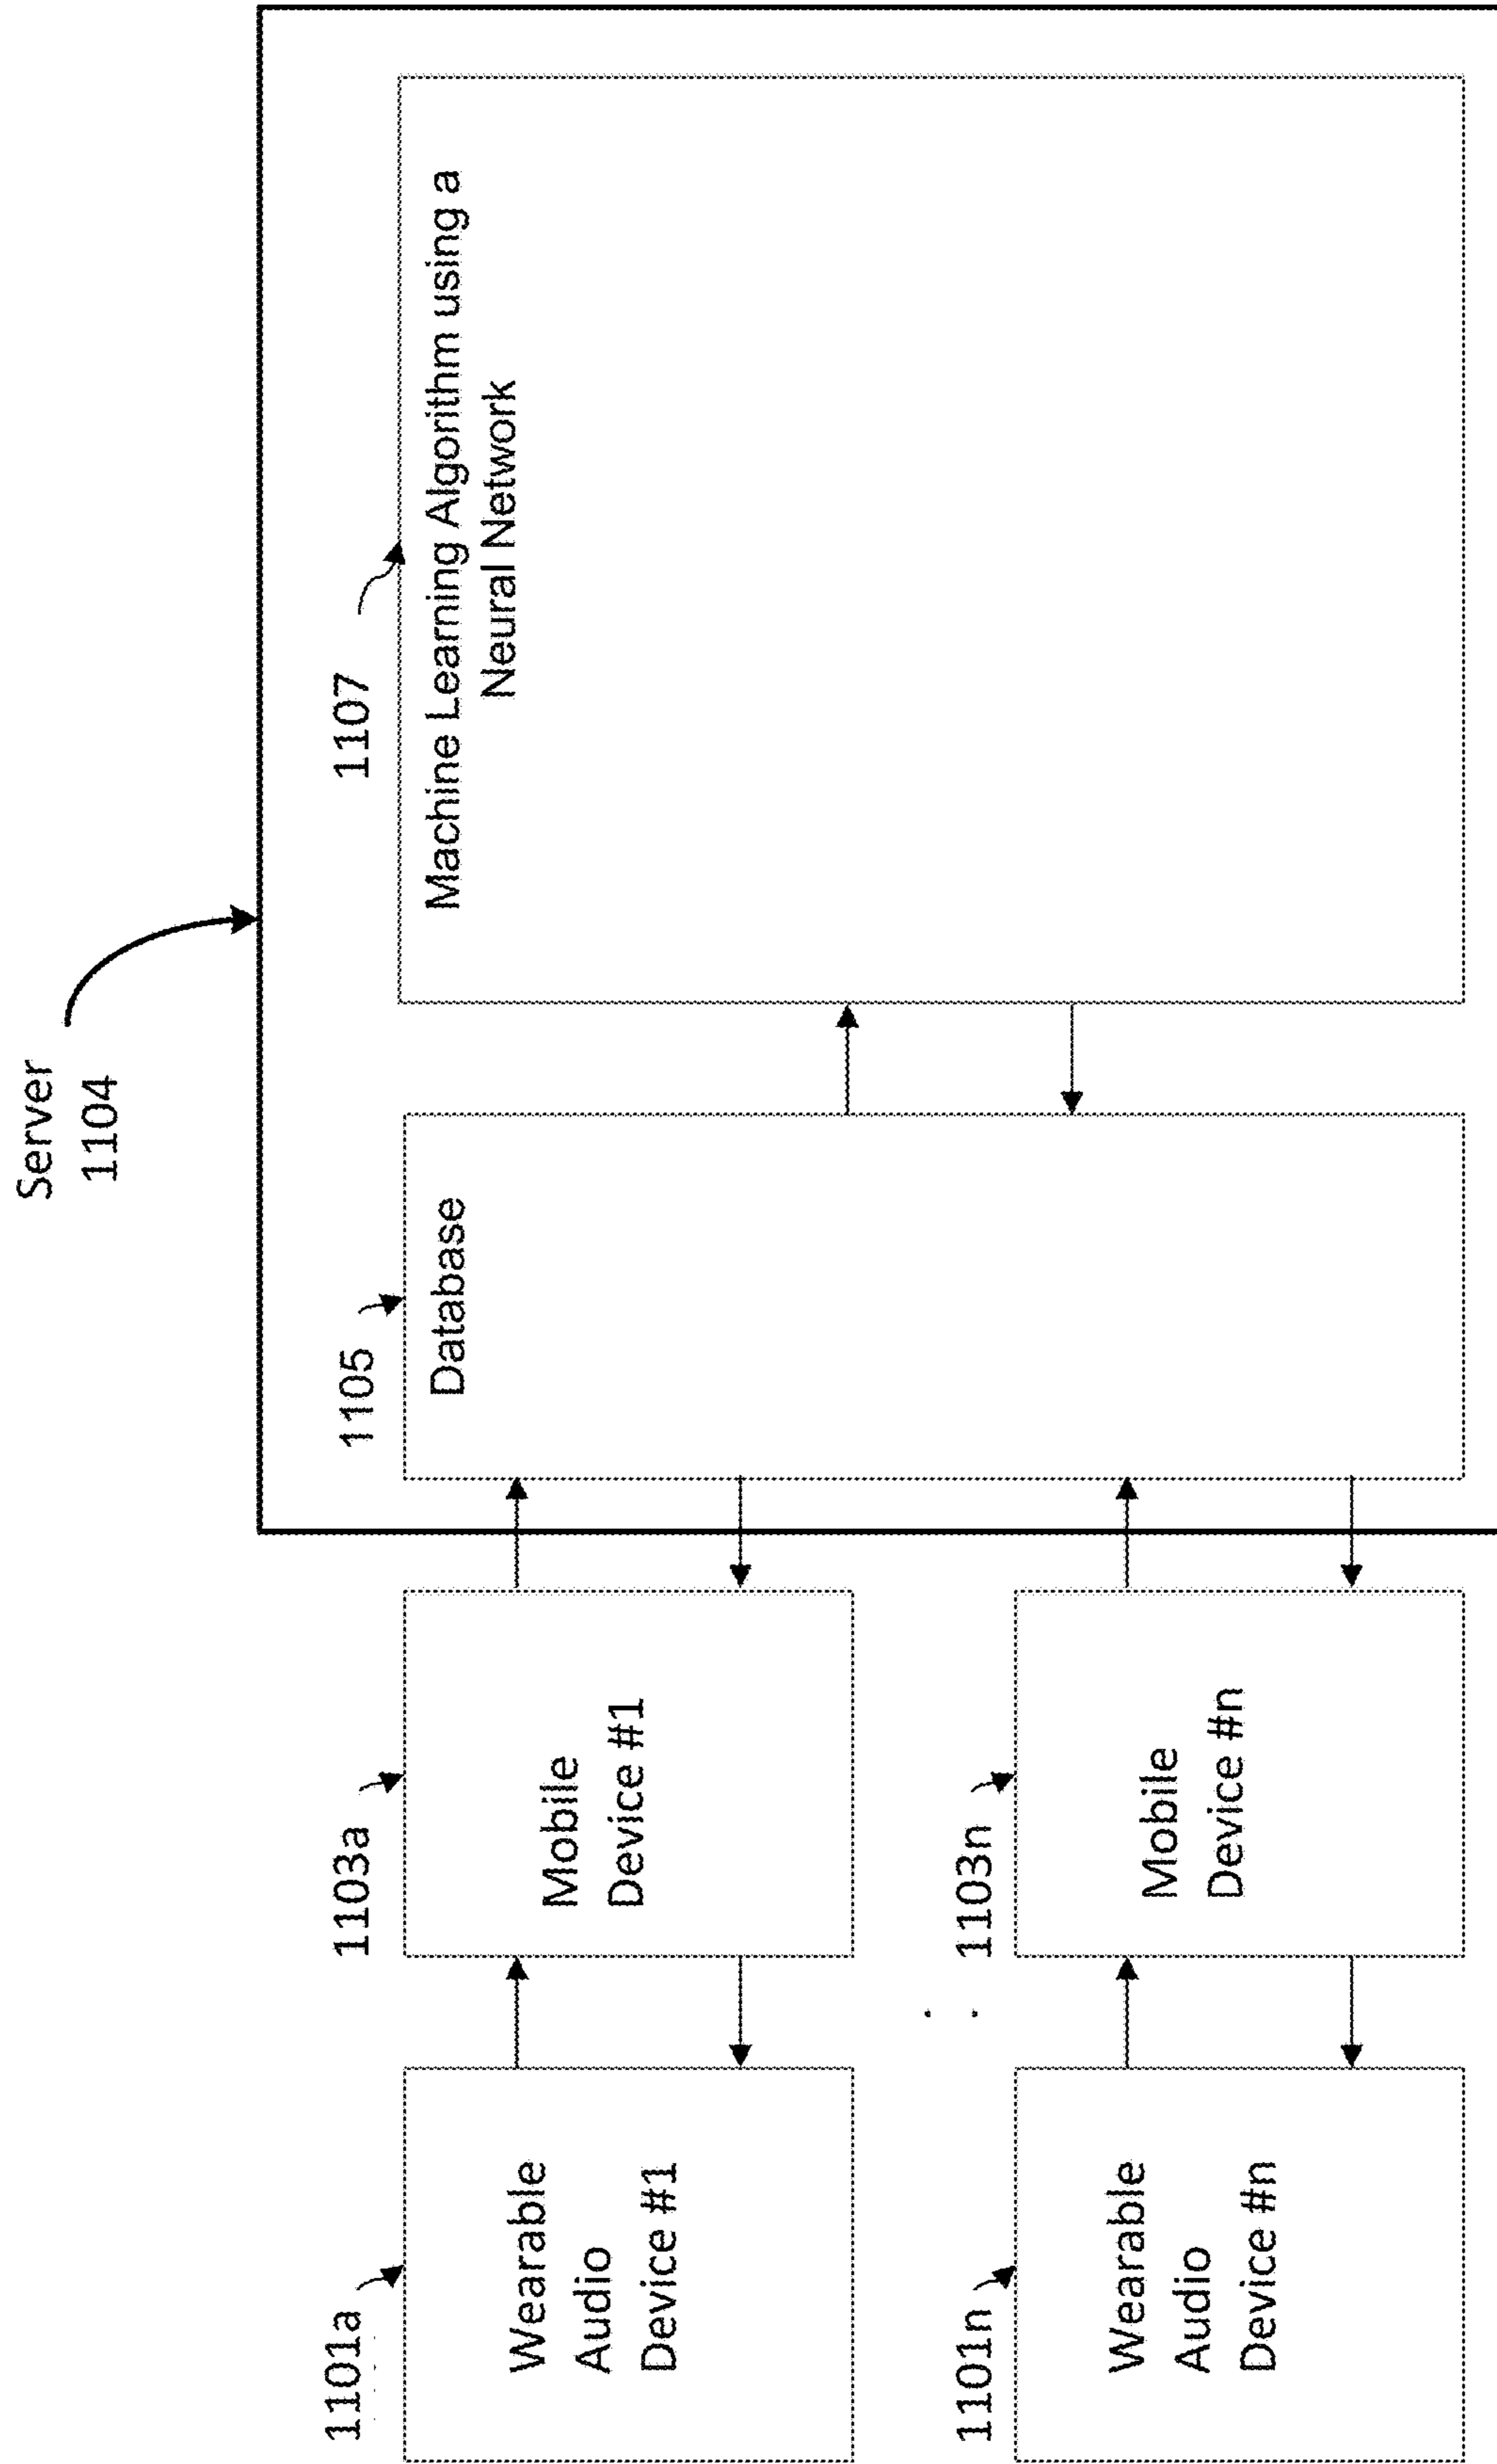 Server
1104
1101a
Wearable
Audio
Device #1
1103a
Mobile
Device #1
1105
Database
1107
Machine Learning Algorithm using a
Neural Network
1101n
Wearable
Audio
Device #n
1103n
Mobile
Device #n